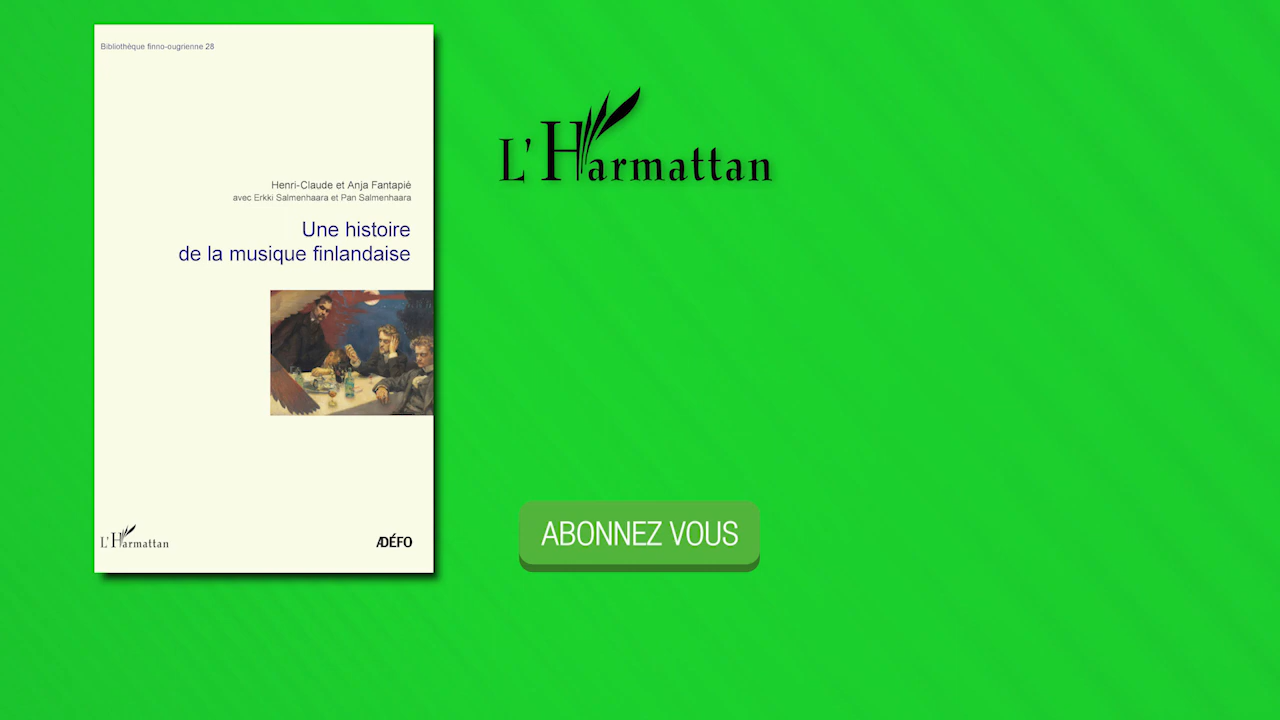 Bibliothèque finno-ougrienne 28
Henri-Claude et Anja Fantapié
avec Erkki Salmenhaara et Pan Salmenhaara
Une histoire
de la musique finlandaise
L'Harmattan
ADÉFO
L'Harmattan
ABONNEZ VOUS